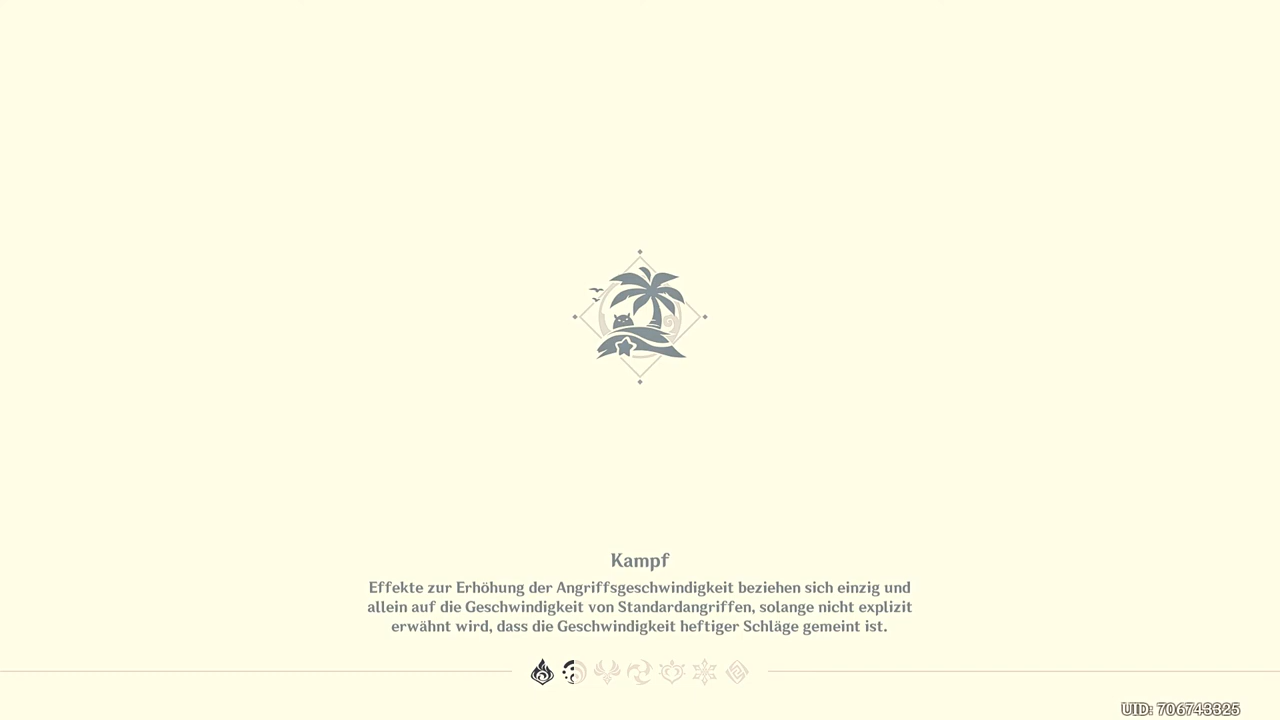 Kampf
Effekte zur Erhöhung der Angriffsgeschwindigkeit beziehen sich einzig und
allein auf die Geschwindigkeit von Standardangriffen, solange nicht explizit
erwähnt wird, dass die Geschwindigkeit heftiger Schläge gemeint ist.
UID: 706743325